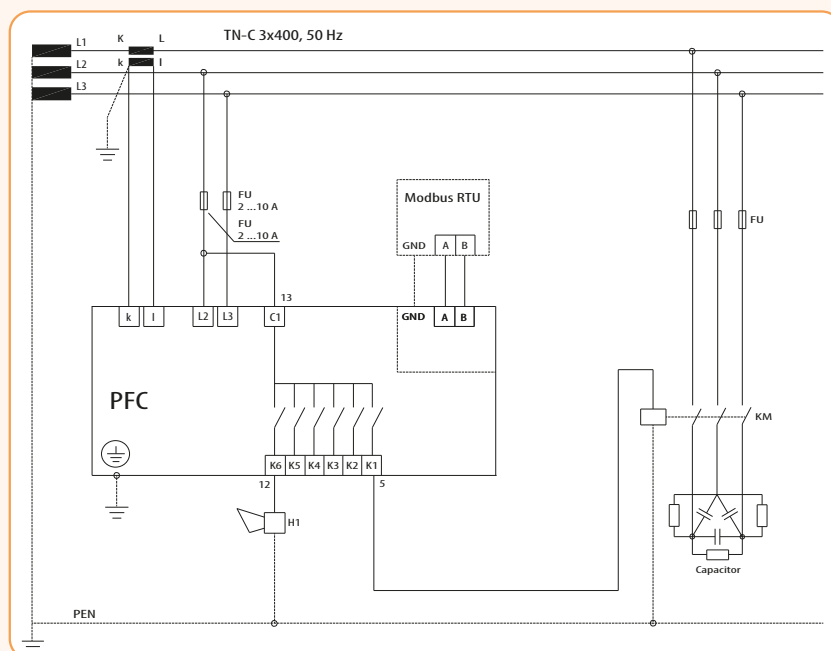 L1 K L TN-C 3x400, 50 Hz
L2 k l
L3
FU
2 ...10 A
FU
2 ...10 A
Modbus RTU
GND A B
FU
13
k l L2 L3 C1 GND A B
PFC
KM
K6 K5 K4 K3 K2 K1
12 5
H1
Capacitor
PEN